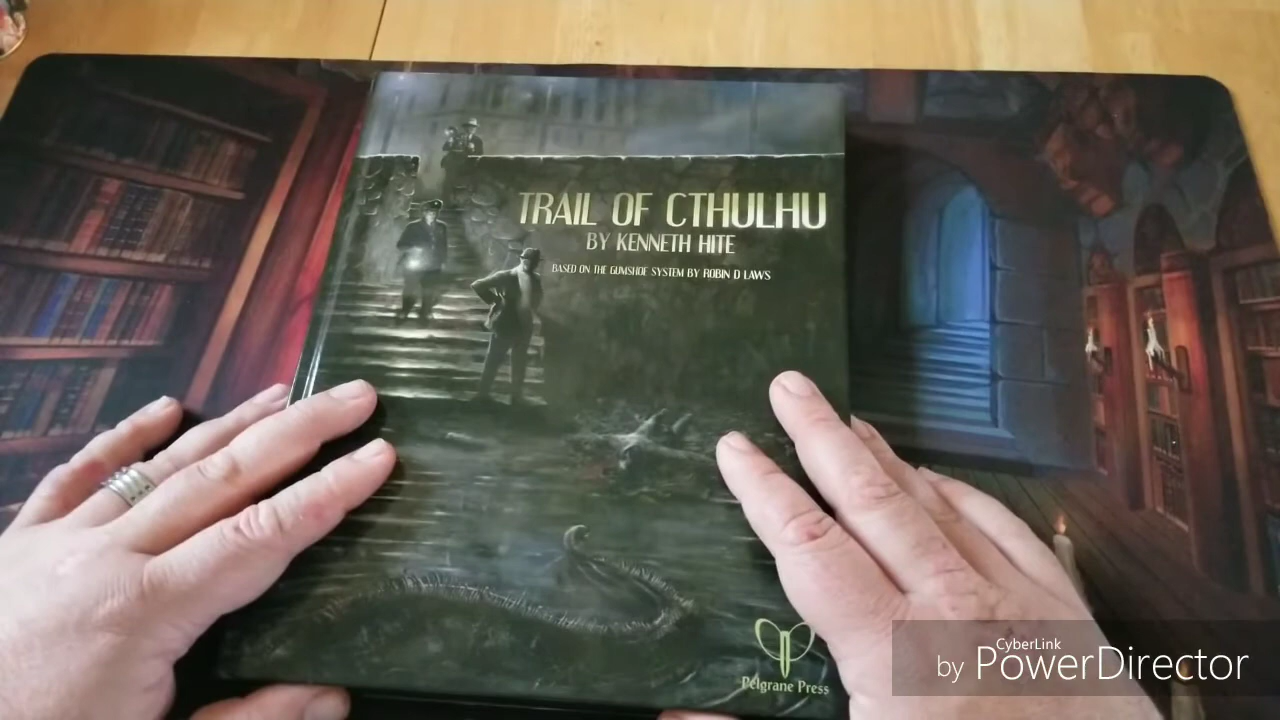 TRAIL OF CTHULHU
BY KENNETH HITE
BASED ON THE GUMSHOE SYSTEM BY ROBIN D LAWS
Pelgrane Press
CyberLink
by PowerDirector